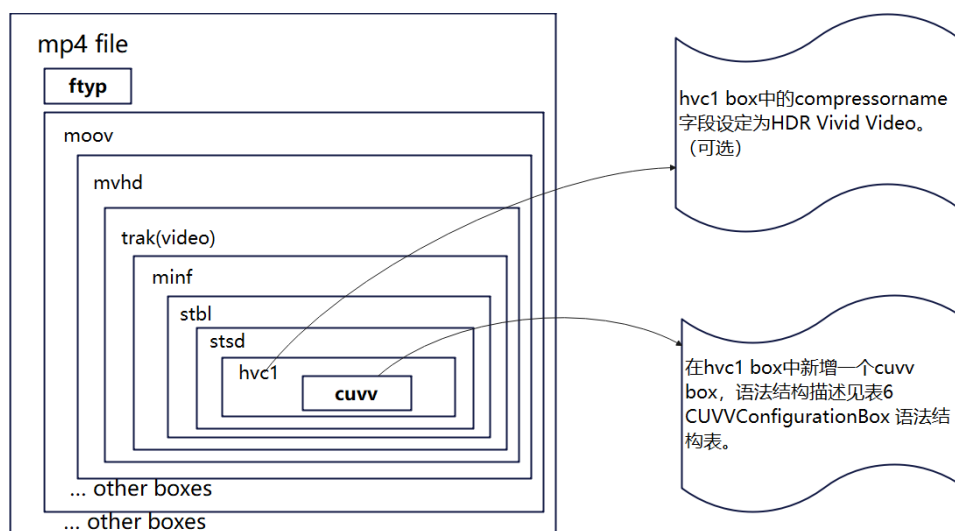 mp4 file
ftyp
moov
mvhd
trak(video)
minf
stbl
stsd
hvc1
cuvv
... other boxes
... other boxes
hvc1 box中的compressorname
字段设定为HDR Vivid Video。
（可选）
在hvc1 box中新增一个cuvv
box，语法结构描述见表6
CUVVConfigurationBox 语法结
构表。